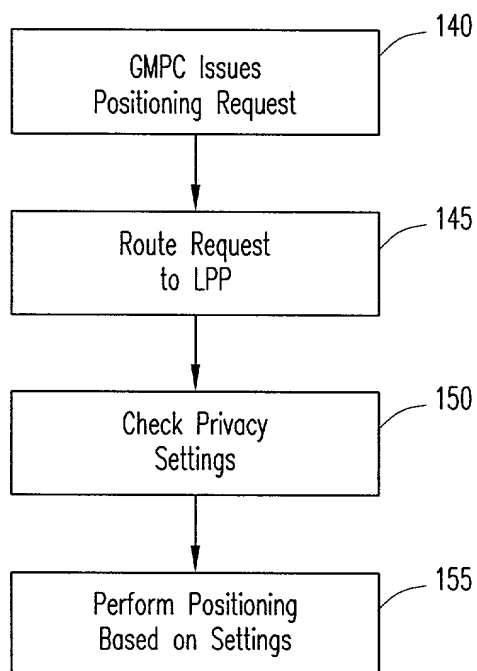 140
GMPC Issues
Positioning Request
145
Route Request
to LPP
150
Check Privacy
Settings
155
Perform Positioning
Based on Settings